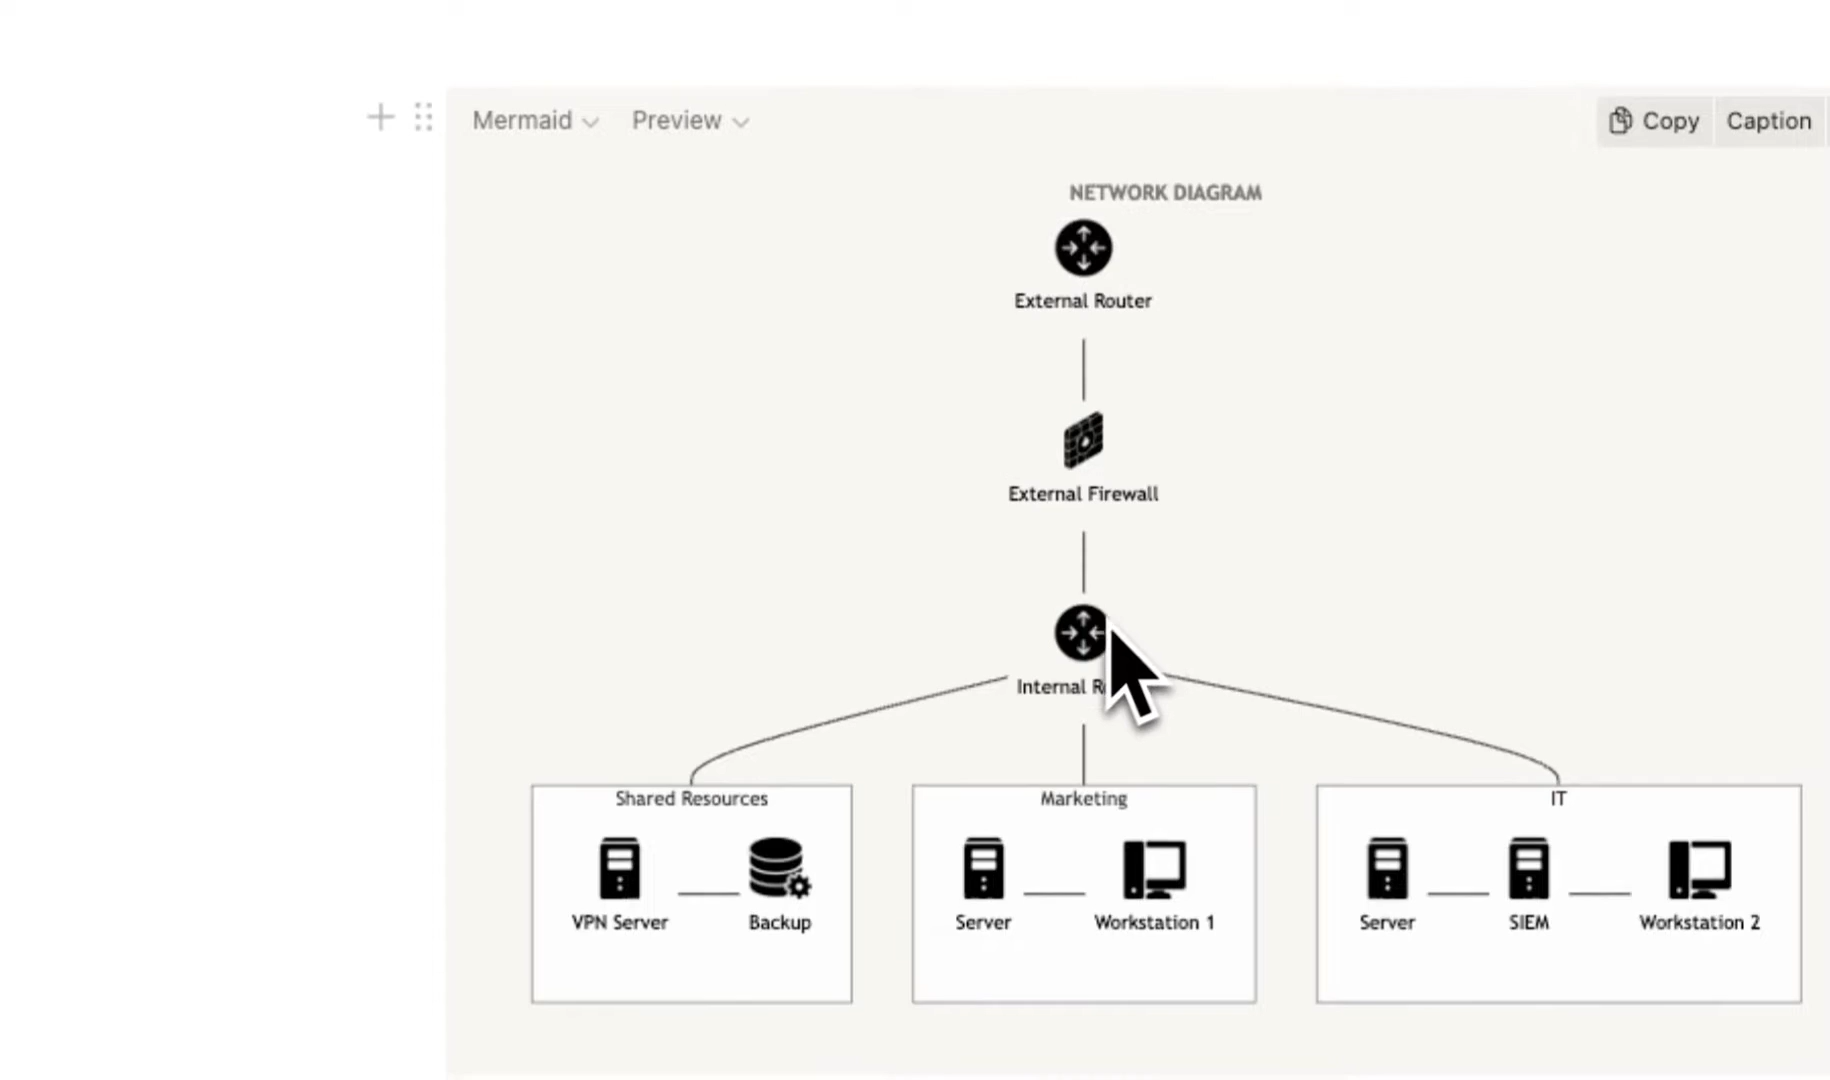 Mermaid Preview Copy Caption
NETWORK DIAGRAM
External Router
External Firewall
Internal
Shared Resources Marketing IT
VPN Server Backup Server Workstation 1 Server SIEM Workstation 2